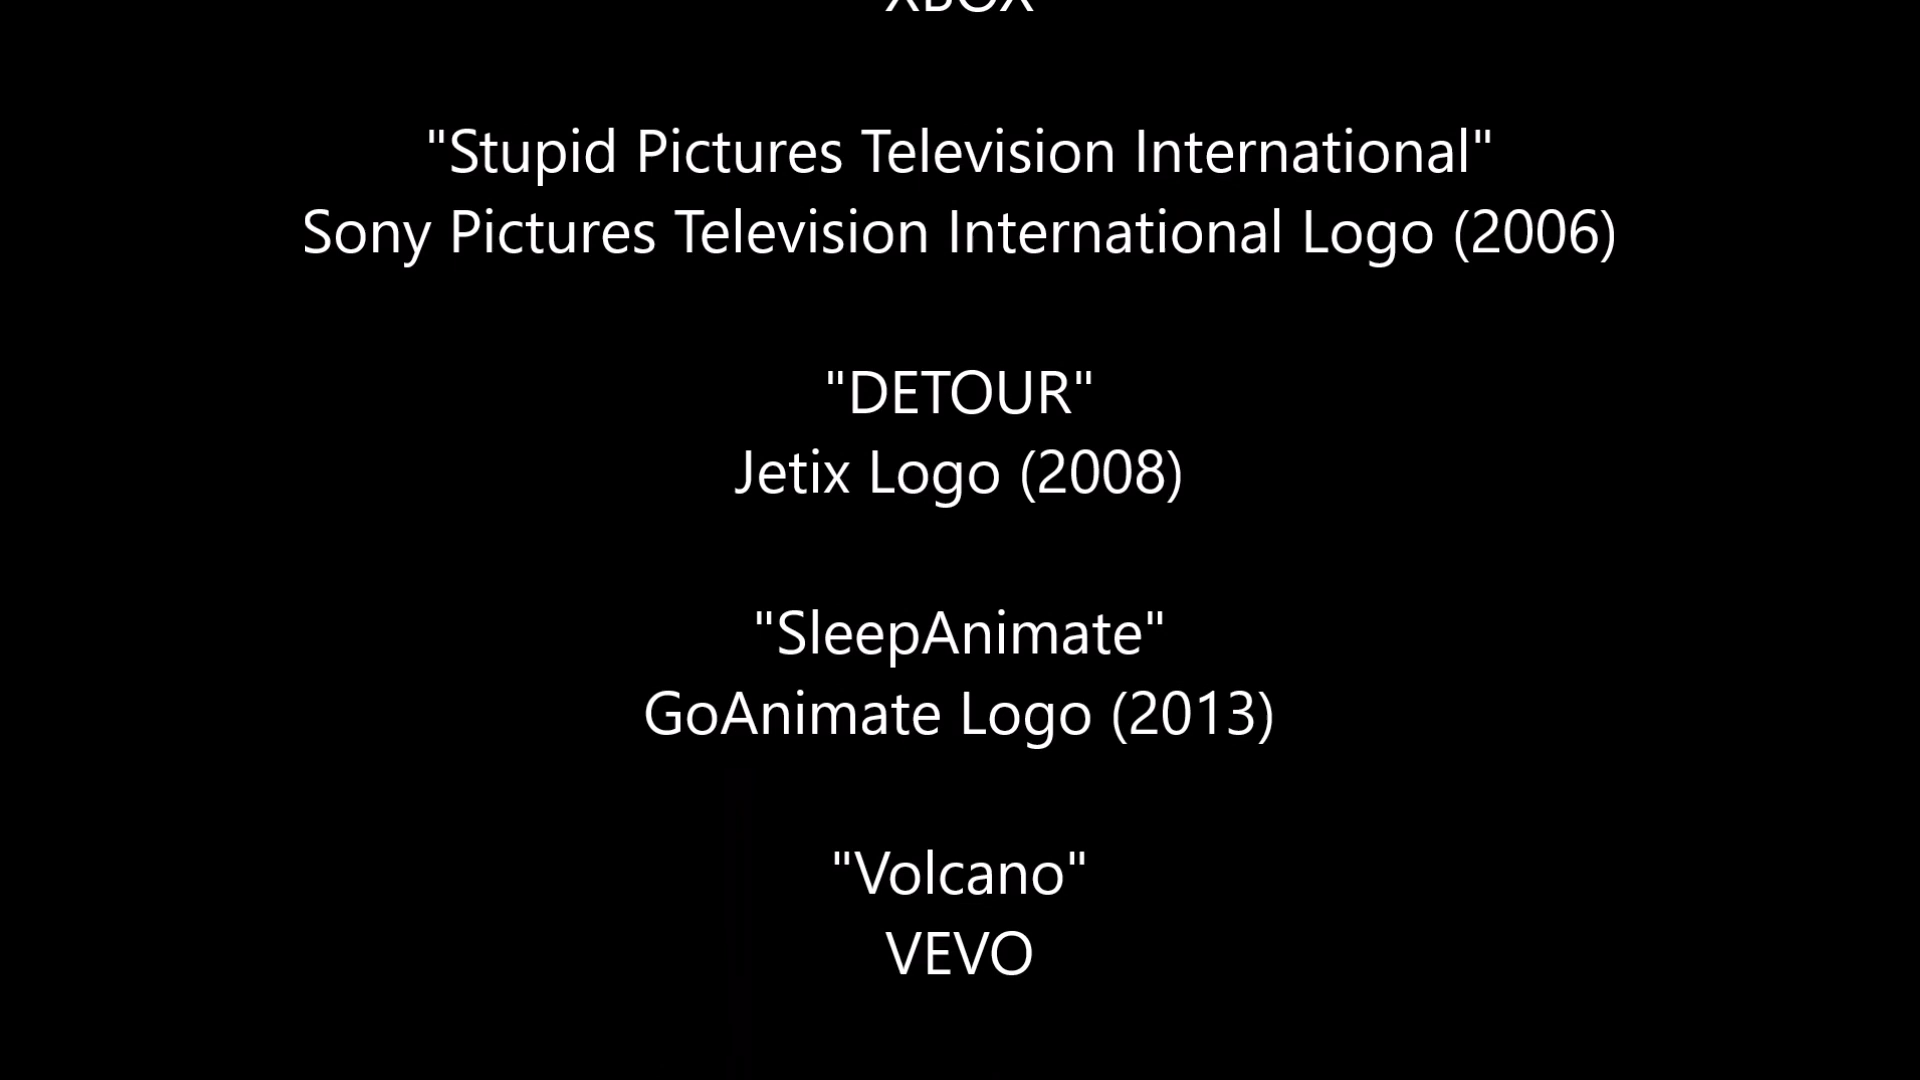 XBOX
"Stupid Pictures Television International"
Sony Pictures Television International Logo (2006)
"DETOUR"
Jetix Logo (2008)
"SleepAnimate"
GoAnimate Logo (2013)
"Volcano"
VEVO